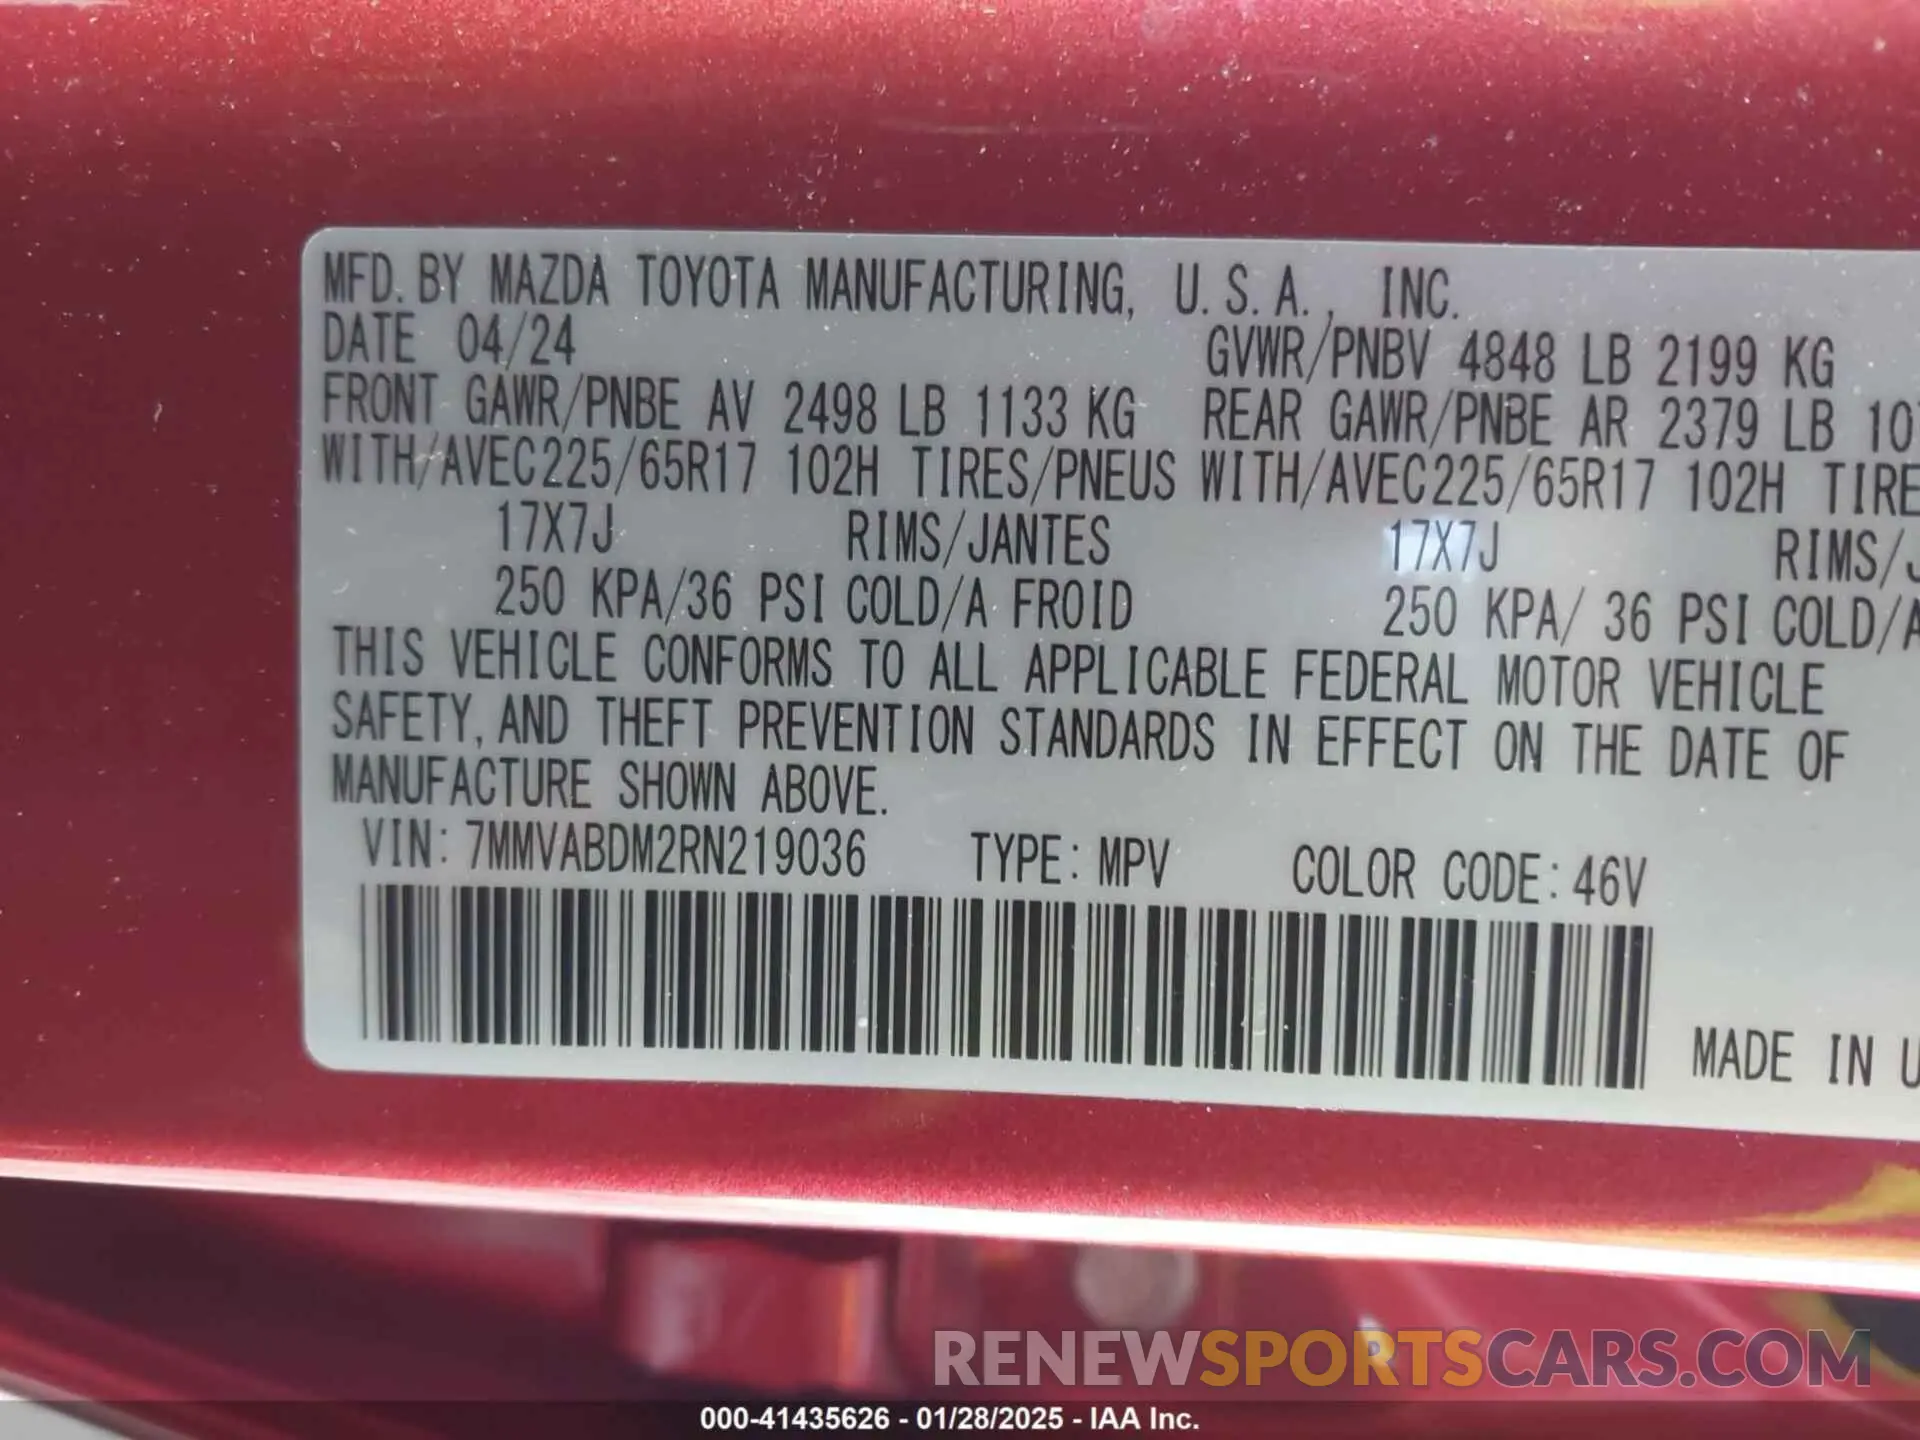 MFD. BY MAZDA TOYOTA MANUFACTURING, U.S.A., INC.
DATE 04/24 GVWR/PNBV 4848 LB 2199 KG
FRONT GAWR/PNBE AV 2498 LB 1133 KG REAR GAWR/PNBE AR 2379 LB
WITH/AVEC225/65R17 102H TIRES/PNEUS WITH/AVEC225/65R17 102H
17X7J RIMS/JANTES 17X7J RIMS/
250 KPA/36 PSI COLD/A FROID 250 KPA/ 36 PSI COLD/A
THIS VEHICLE CONFORMS TO ALL APPLICABLE FEDERAL MOTOR VEHICLE
SAFETY, AND THEFT PREVENTION STANDARDS IN EFFECT ON THE DATE OF
MANUFACTURE SHOWN ABOVE.
VIN: 7MMVABDM2RN219036 TYPE: MPV COLOR CODE: 46V
MADE IN
RENEWSPORTSCARS.COM
000-41435626 - 01/28/2025 - IAA Inc.